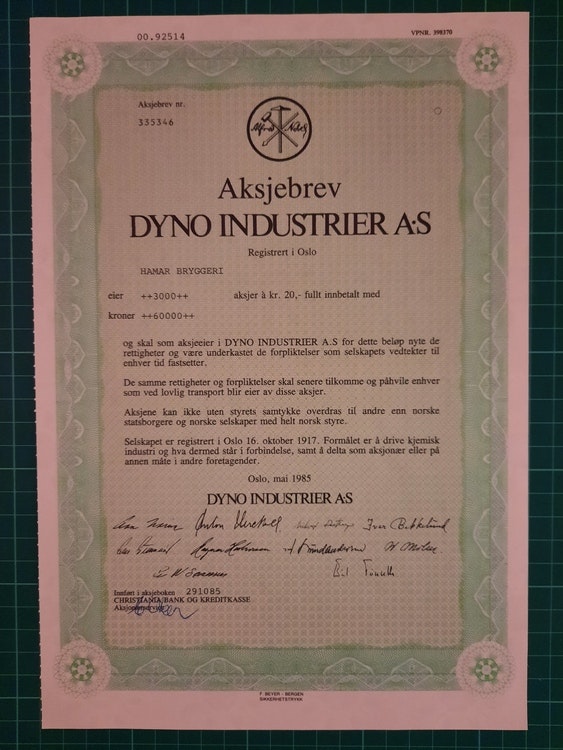 00.92514
VPNR. 398370
Aksjebrev nr.
335346
Alfred Nobel
Aksjebrev
DYNO INDUSTRIER A:S
Registrert i Oslo
HAMAR BRYGGERI
eier ++3000++ aksjer à kr. 20,- fullt innbetalt med
kroner ++60000++
og skal som aksjeeier i DYNO INDUSTRIER A:S for dette beløp nyte de
rettigheter og være underkastet de forpliktelser som selskapets vedtekter til
enhver tid fastsetter.
De samme rettigheter og forpliktelser skal senere tilkomme og påhvile enhver
som ved lovlig transport blir eier av disse aksjer.
Aksjene kan ikke uten styrets samtykke overdras til andre enn norske
statsborgere og norske selskaper med helt norsk styre.
Selskapet er registrert i Oslo 16. oktober 1917. Formålet er å drive kjemisk
industri og hva dermed står i forbindelse, samt å delta som aksjonær eller på
annen måte i andre foretagender.
Oslo, mai 1985
DYNO INDUSTRIER A:S
Innført i aksjeboken 291085
CHRISTIANIA BANK OG KREDITKASSE
F. BEYER - BERGEN
SIKKERHETSTRYKK